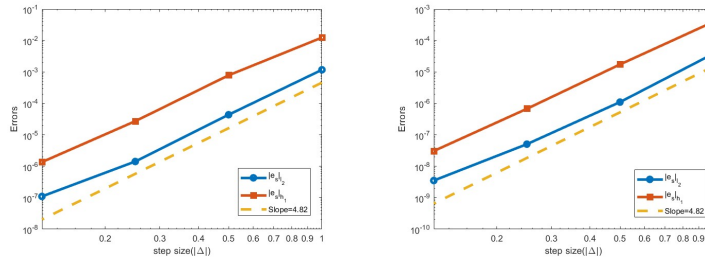 10^-1
10^-2
10^-3
10^-4
10^-5
10^-6
10^-7
10^-8
Errors
0.2 0.3 0.4 0.5 0.6 0.7 0.8 0.9 1
step size(|Δ|)
|e_s|_{l_2}
|e_s|_{h_1}
Slope=4.82
10^-3
10^-4
10^-5
10^-6
10^-7
10^-8
10^-9
10^-10
Errors
0.2 0.3 0.4 0.5 0.6 0.7 0.8 0.9
step size(|Δ|)
|e_s|_{l_2}
|e_s|_{h_1}
Slope=4.82